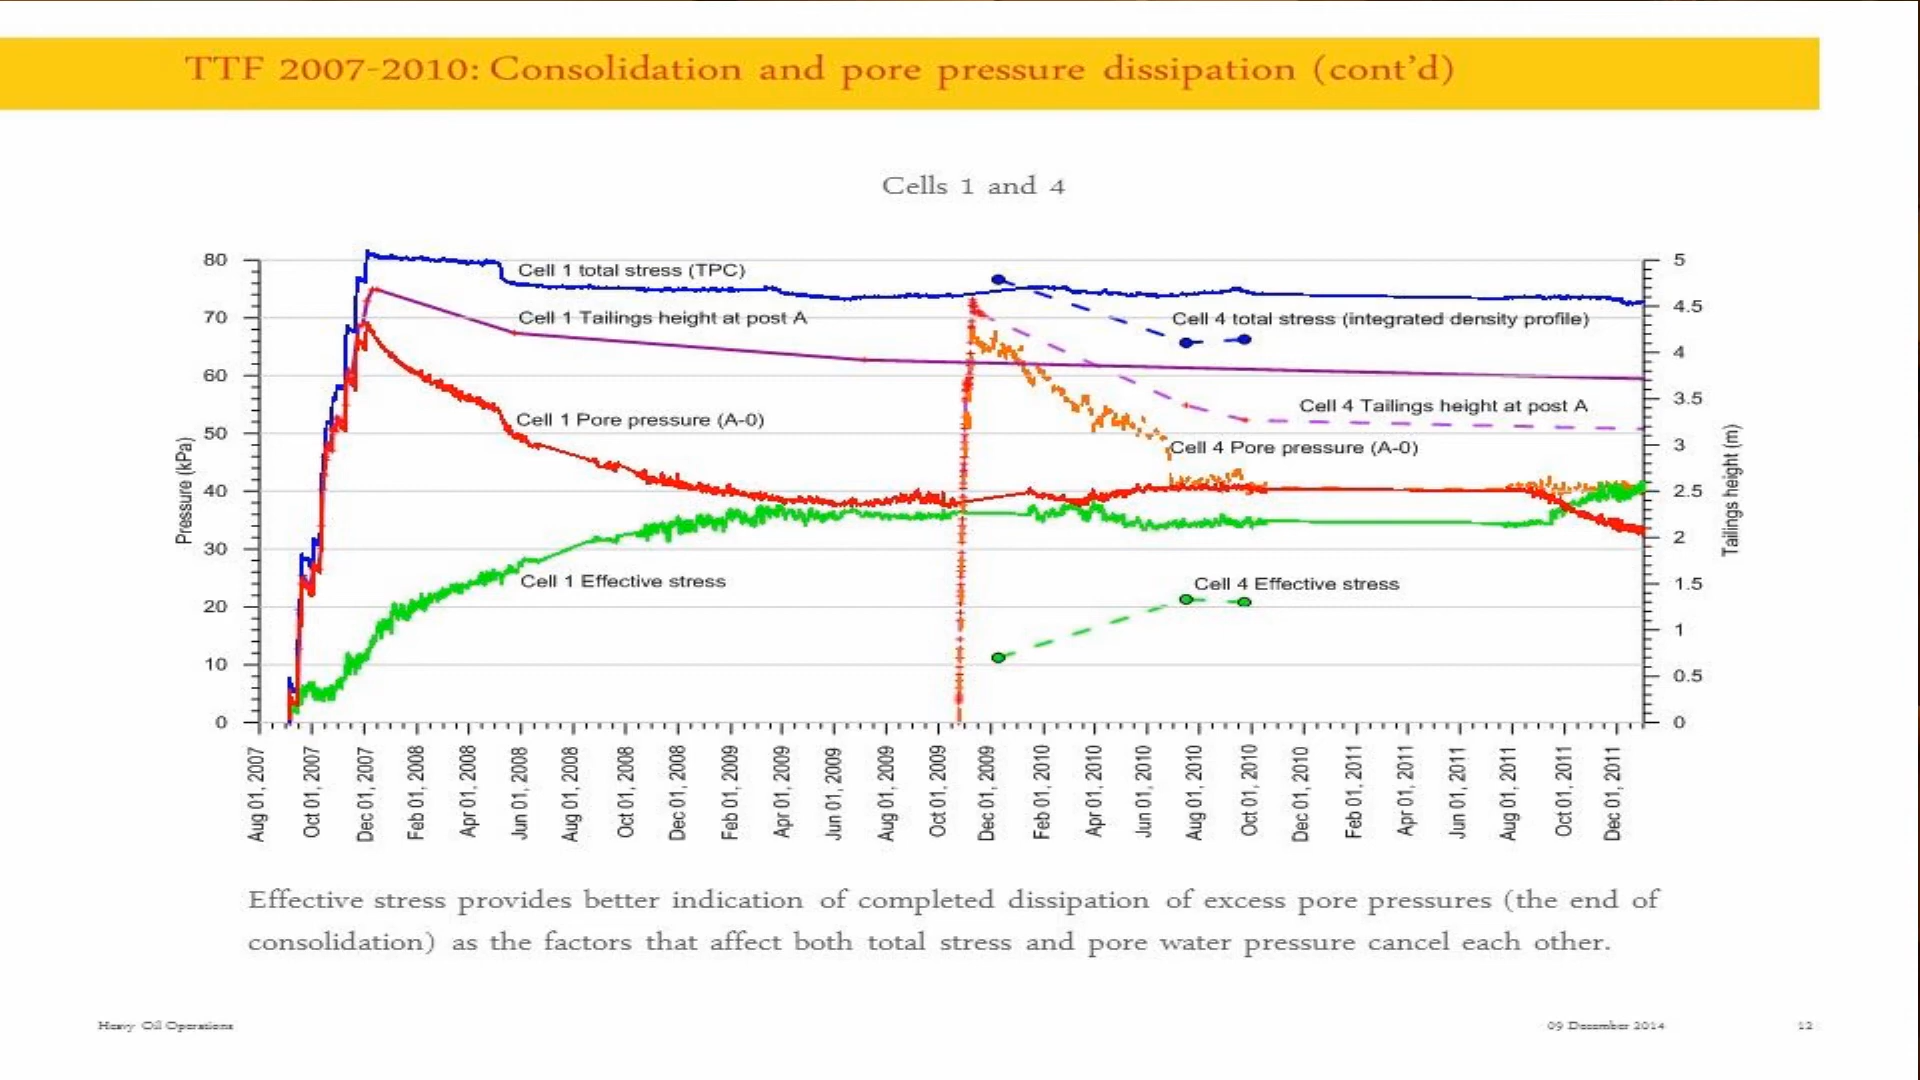 TTF 2007-2010: Consolidation and pore pressure dissipation (cont'd)
Cells 1 and 4
80
70
60
50
40
30
20
10
0
Pressure (kPa)
Cell 1 total stress (TPC)
Cell 1 Tailings height at post A
Cell 4 total stress (integrated density profile)
Cell 1 Pore pressure (A-0)
Cell 4 Tailings height at post A
Cell 4 Pore pressure (A-0)
Cell 1 Effective stress
Cell 4 Effective stress
5
4.5
4
3.5
3
2.5
2
1.5
1
0.5
0
Tailings height (m)
Aug 01, 2007
Oct 01, 2007
Dec 01, 2007
Feb 01, 2008
Apr 01, 2008
Jun 01, 2008
Aug 01, 2008
Oct 01, 2008
Dec 01, 2008
Feb 01, 2009
Apr 01, 2009
Jun 01, 2009
Aug 01, 2009
Oct 01, 2009
Dec 01, 2009
Feb 01, 2010
Apr 01, 2010
Jun 01, 2010
Aug 01, 2010
Oct 01, 2010
Dec 01, 2010
Feb 01, 2011
Apr 01, 2011
Jun 01, 2011
Aug 01, 2011
Oct 01, 2011
Dec 01, 2011
Effective stress provides better indication of completed dissipation of excess pore pressures (the end of
consolidation) as the factors that affect both total stress and pore water pressure cancel each other.
Heavy Oil Operations
09 December 2014
12